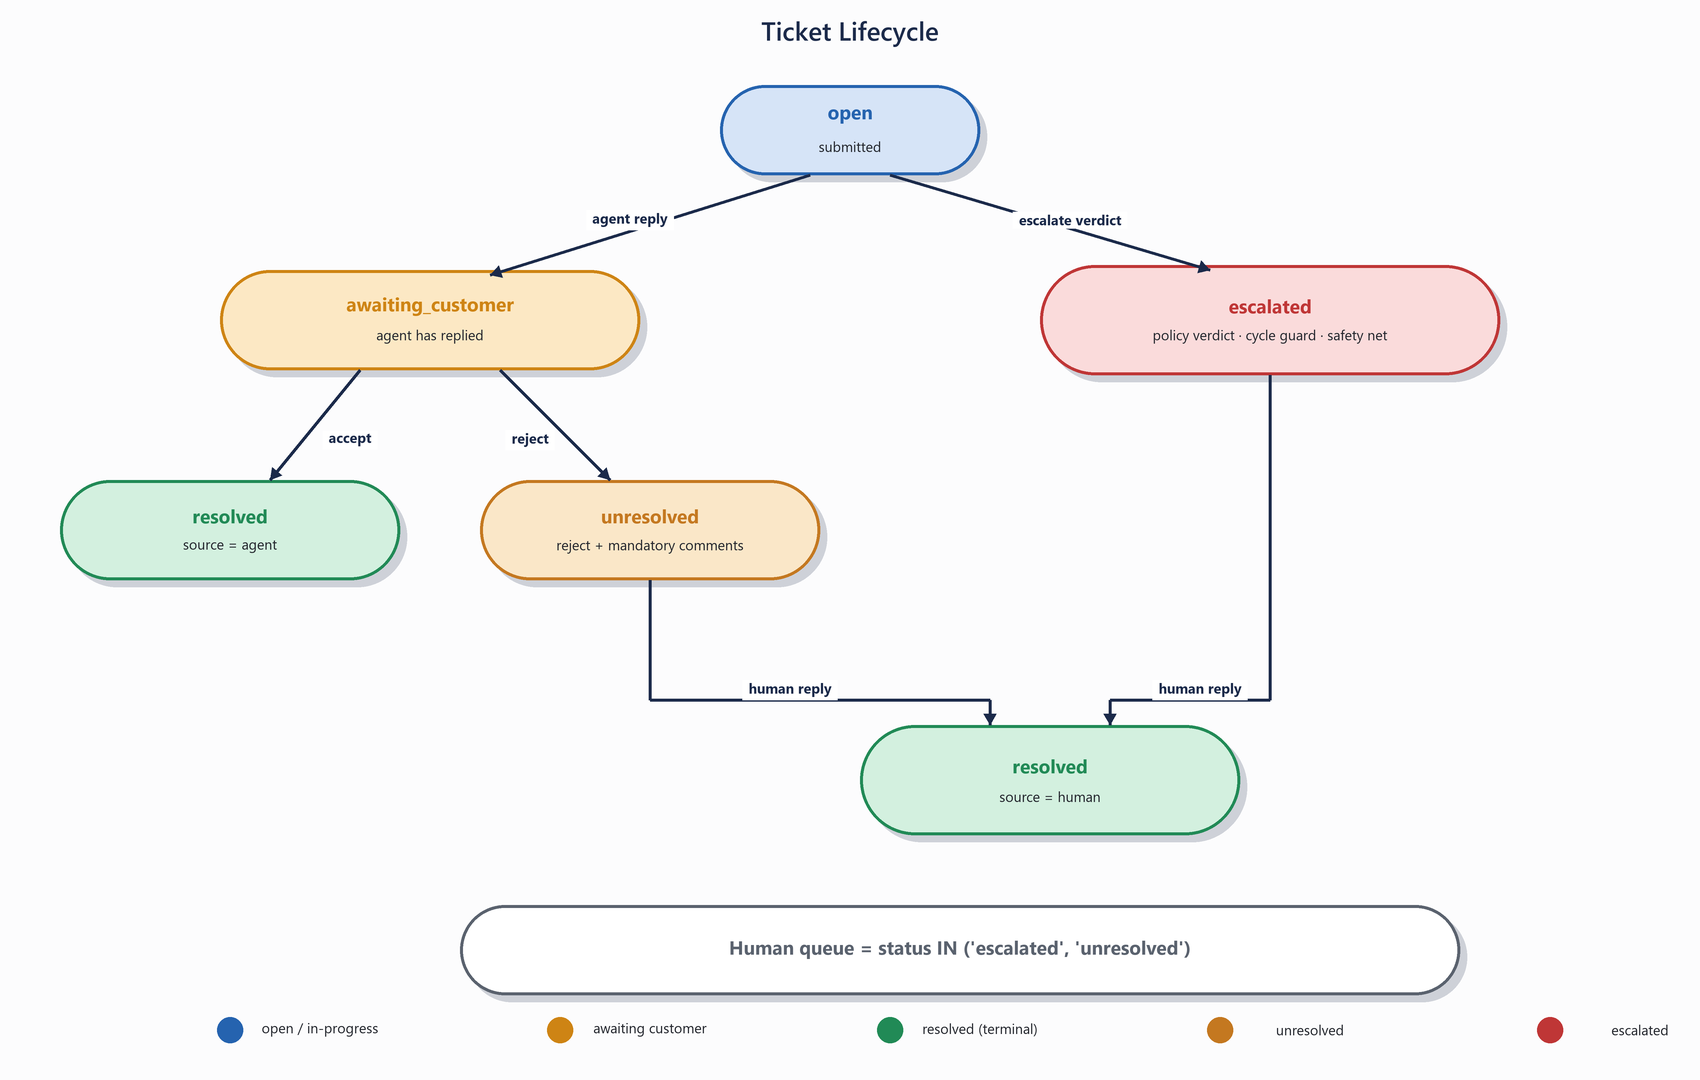 Ticket Lifecycle
open
submitted
agent reply
escalate verdict
awaiting_customer
agent has replied
escalated
policy verdict · cycle guard · safety net
accept
reject
resolved
source = agent
unresolved
reject + mandatory comments
human reply
human reply
resolved
source = human
Human queue = status IN ('escalated', 'unresolved')
open / in-progress
awaiting customer
resolved (terminal)
unresolved
escalated